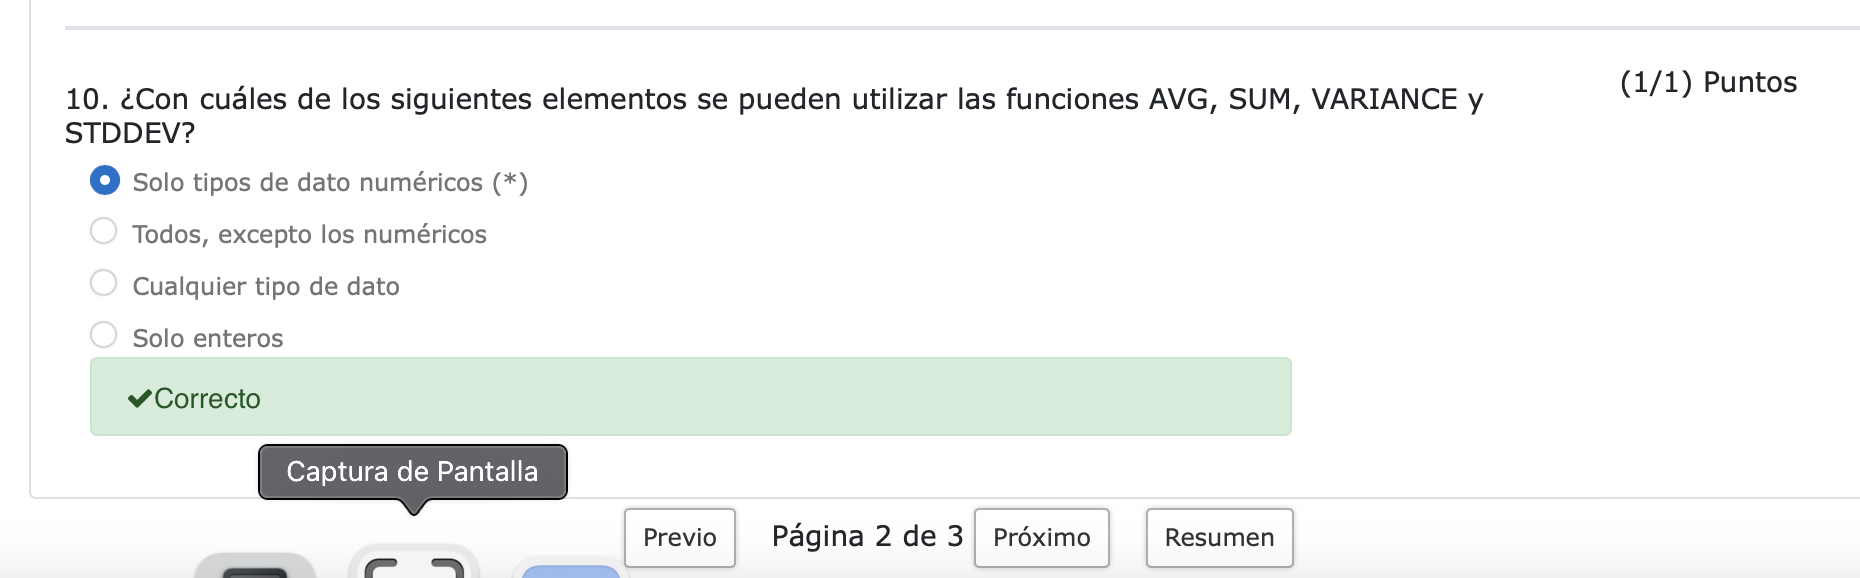 (1/1) Puntos
10. ¿Con cuáles de los siguientes elementos se pueden utilizar las funciones AVG, SUM, VARIANCE y
STDDEV?
Solo tipos de dato numéricos (*)
Todos, excepto los numéricos
Cualquier tipo de dato
Solo enteros
✔Correcto
Captura de Pantalla
Previo Página 2 de 3 Próximo Resumen